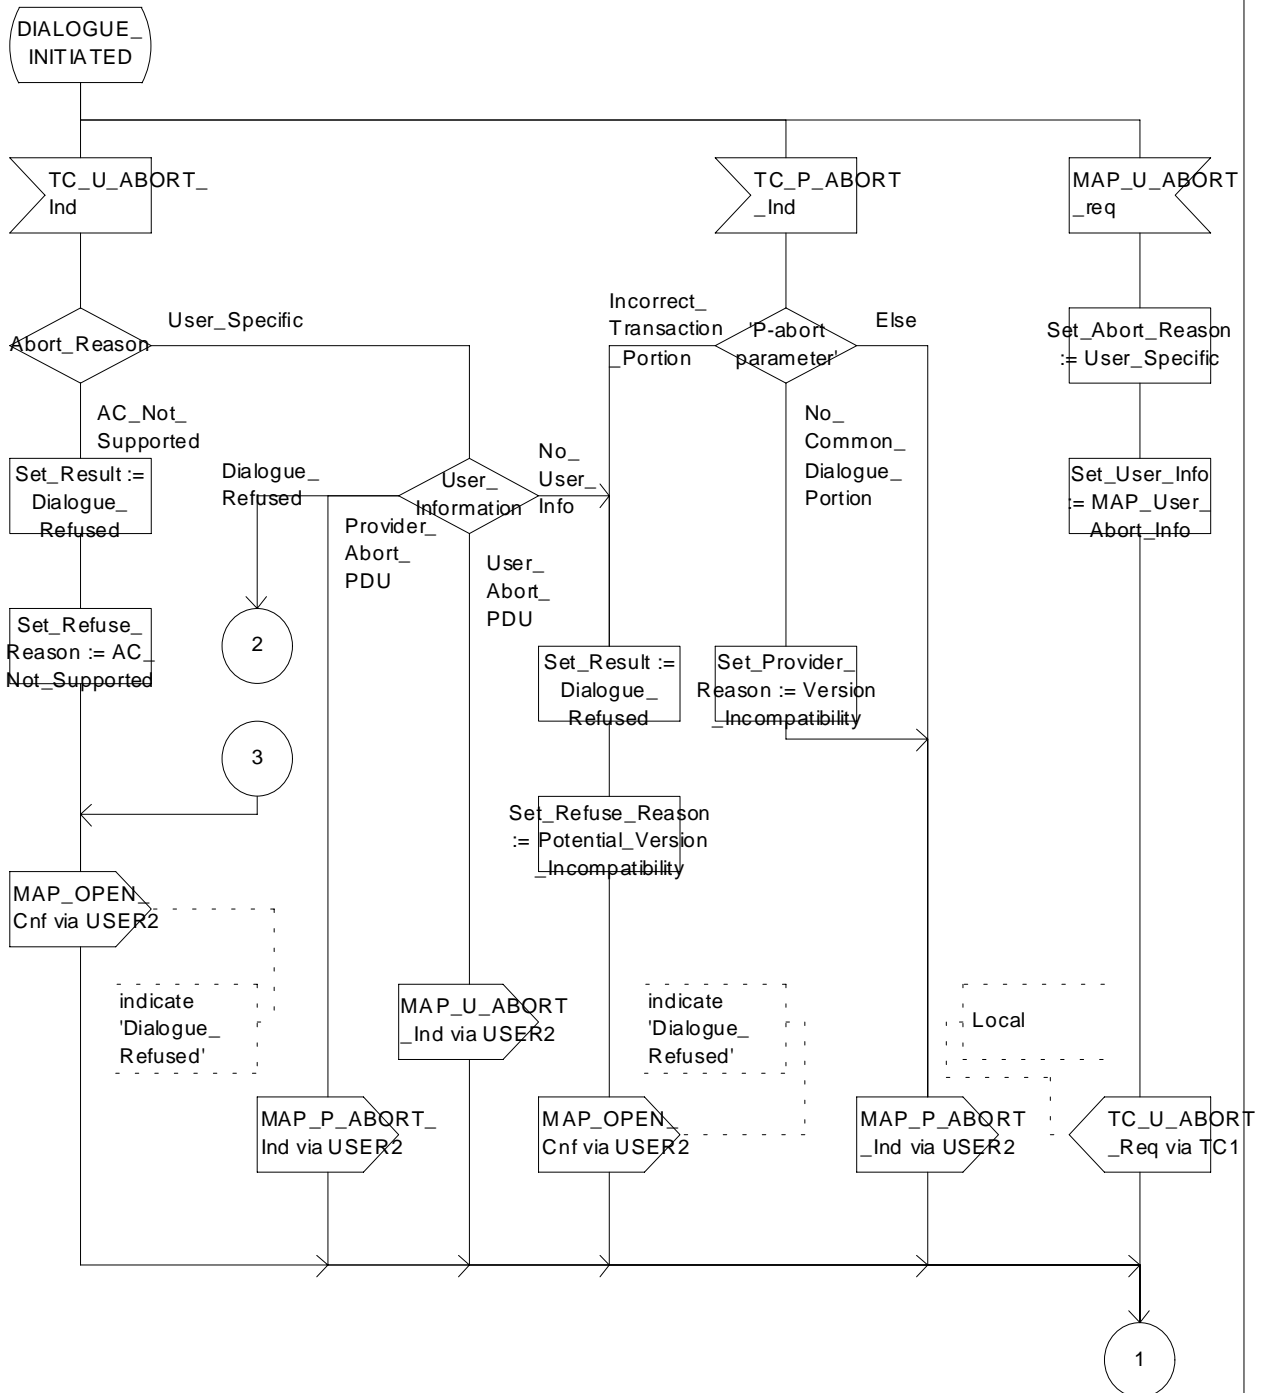 DIALOGUE_
INITIATED
TC_U_ABORT_
Ind
TC_P_ABORT
_Ind
MAP_U_ABORT
_req
Abort_Reason
User_Specific
Incorrect_
Transaction
_Portion
'P-abort
parameter'
Else
Set_Abort_Reason
:= User_Specific
AC_Not_
Supported
No_
Common_
Dialogue_
Portion
Set_Result :=
Dialogue_
Refused
Dialogue_
Refused
User_
Information
No_
User_
Info
Set_User_Info
:= MAP_User_
Abort_Info
Provider_
Abort_
PDU
User_
Abort_
PDU
Set_Refuse_
Reason := AC_
Not_Supported
2
Set_Result :=
Dialogue_
Refused
Set_Provider_
Reason := Version
_Incompatibility
3
Set_Refuse_Reason
:= Potential_Version
_Incompatibility
MAP_OPEN_
Cnf via USER2
indicate
'Dialogue_
Refused'
MAP_U_ABORT
_Ind via USER2
indicate
'Dialogue_
Refused'
Local
MAP_P_ABORT_
Ind via USER2
MAP_OPEN_
Cnf via USER2
MAP_P_ABORT
_Ind via USER2
TC_U_ABORT
_Req via TC1
1